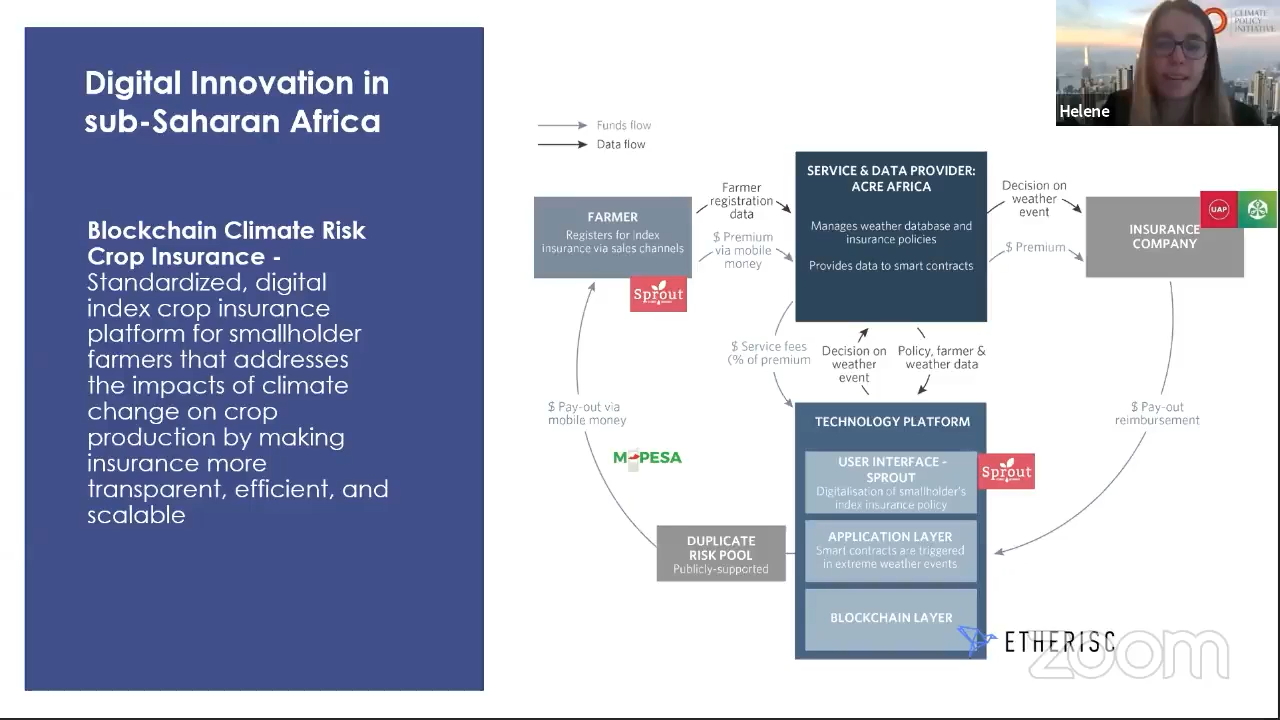 Digital Innovation in
sub-Saharan Africa
Blockchain Climate Risk
Crop Insurance -
Standardized, digital
index crop insurance
platform for smallholder
farmers that addresses
the impacts of climate
change on crop
production by making
insurance more
transparent, efficient, and
scalable
Funds flow
Data flow
FARMER
Registers for Index
insurance via sales channels
Sprout
Farmer
registration
data
$ Premium
via mobile
money
SERVICE & DATA PROVIDER:
ACRE AFRICA
Manages weather database and
insurance policies
Provides data to smart contracts
Decision on
weather
event
$ Premium
INSURANCE
COMPANY
UAP
$ Service fees
(% of premium
Decision on
weather
event
Policy, farmer &
weather data
$ Pay-out via
mobile money
$ Pay-out
reimbursement
M-PESA
TECHNOLOGY PLATFORM
USER INTERFACE -
SPROUT
Digitalisation of smallholder's
index insurance policy
Sprout
APPLICATION LAYER
Smart contracts are triggered
in extreme weather events
BLOCKCHAIN LAYER
DUPLICATE
RISK POOL
Publicly-supported
ETHERISC
zoom
CLIMATE
POLICY
INITIATIVE
Helene